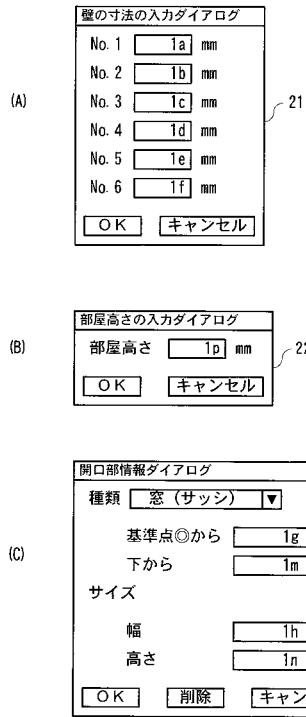 (A)
壁の寸法の入力ダイアログ
No. 1 1a mm
No. 2 1b mm
No. 3 1c mm
No. 4 1d mm
No. 5 1e mm
No. 6 1f mm
OK キャンセル
21
(B)
部屋高さの入力ダイアログ
部屋高さ 1p mm
OK キャンセル
22
(C)
開口部情報ダイアログ
種類 窓（サッシ） ▼
基準点◎から 1g
下から 1m
サイズ
幅 1h
高さ 1n
OK 削除 キャン